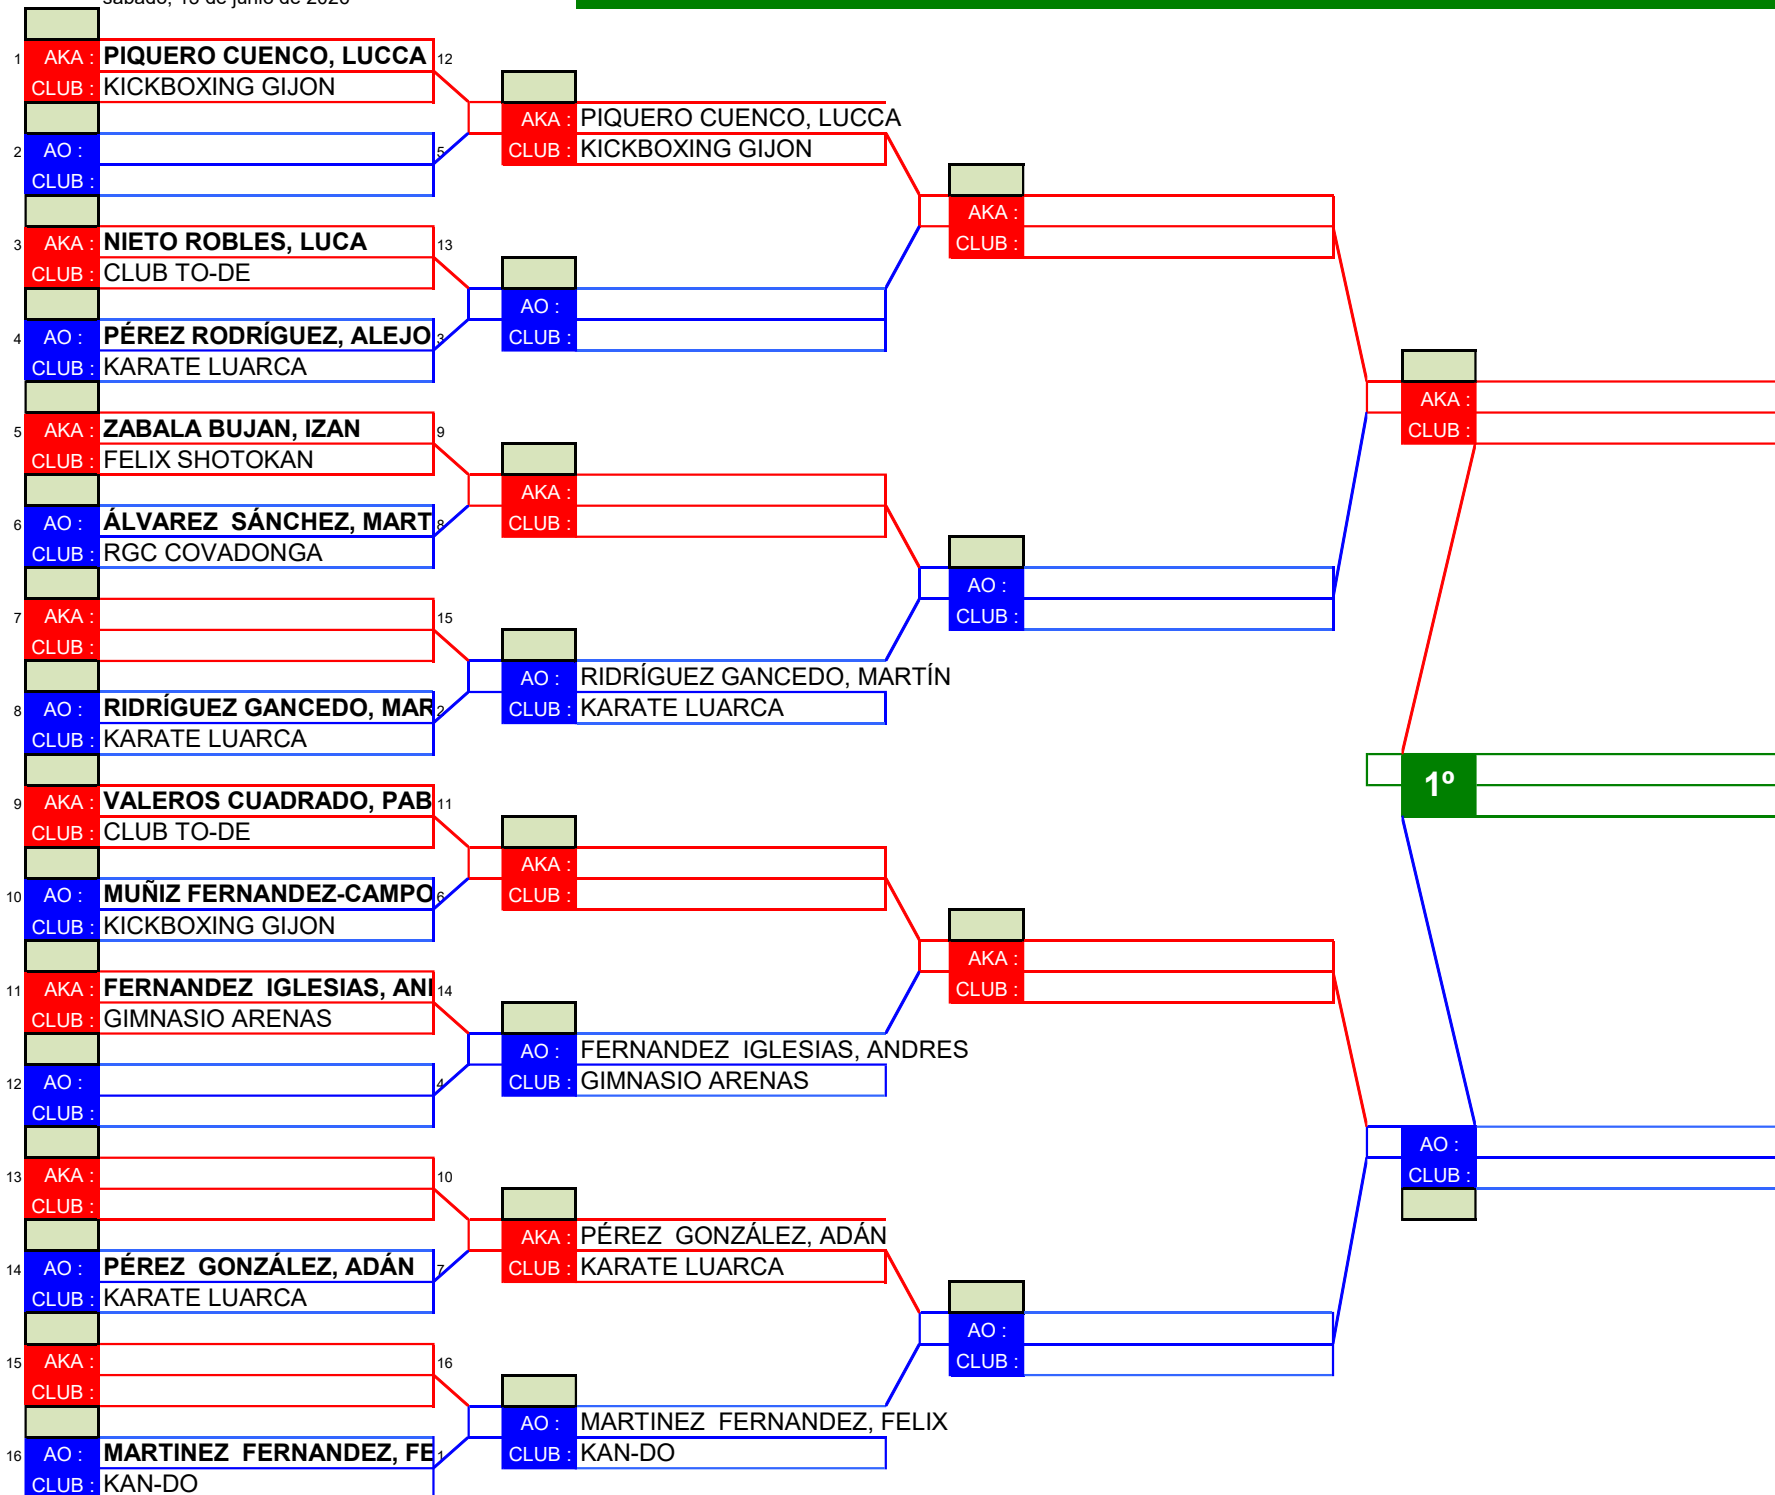 1 AKA : PIQUERO CUENCO, LUCCA 12
CLUB : KICKBOXING GIJON
2 AO : 5
CLUB :
3 AKA : NIETO ROBLES, LUCA 13
CLUB : CLUB TO-DE
4 AO : PÉREZ RODRÍGUEZ, ALEJO 3
CLUB : KARATE LUARCA
5 AKA : ZABALA BUJAN, IZAN 9
CLUB : FELIX SHOTOKAN
6 AO : ÁLVAREZ SÁNCHEZ, MART 8
CLUB : RGC COVADONGA
7 AKA : 15
CLUB :
8 AO : RIDRÍGUEZ GANCEDO, MAR 2
CLUB : KARATE LUARCA
9 AKA : VALEROS CUADRADO, PAB 11
CLUB : CLUB TO-DE
10 AO : MUÑIZ FERNANDEZ-CAMPO 6
CLUB : KICKBOXING GIJON
11 AKA : FERNANDEZ IGLESIAS, AN 14
CLUB : GIMNASIO ARENAS
12 AO : 4
CLUB :
13 AKA : 10
CLUB :
14 AO : PÉREZ GONZÁLEZ, ADÁN 7
CLUB : KARATE LUARCA
15 AKA : 16
CLUB :
16 AO : MARTINEZ FERNANDEZ, FE 1
CLUB : KAN-DO
AKA : PIQUERO CUENCO, LUCCA
CLUB : KICKBOXING GIJON
AO :
CLUB :
AKA :
CLUB :
AO : RIDRÍGUEZ GANCEDO, MARTÍN
CLUB : KARATE LUARCA
AKA :
CLUB :
AO : FERNANDEZ IGLESIAS, ANDRES
CLUB : GIMNASIO ARENAS
AKA : PÉREZ GONZÁLEZ, ADÁN
CLUB : KARATE LUARCA
AO : MARTINEZ FERNANDEZ, FELIX
CLUB : KAN-DO
AKA :
CLUB :
AO :
CLUB :
AKA :
CLUB :
AO :
CLUB :
AKA :
CLUB :
1º
AO :
CLUB :